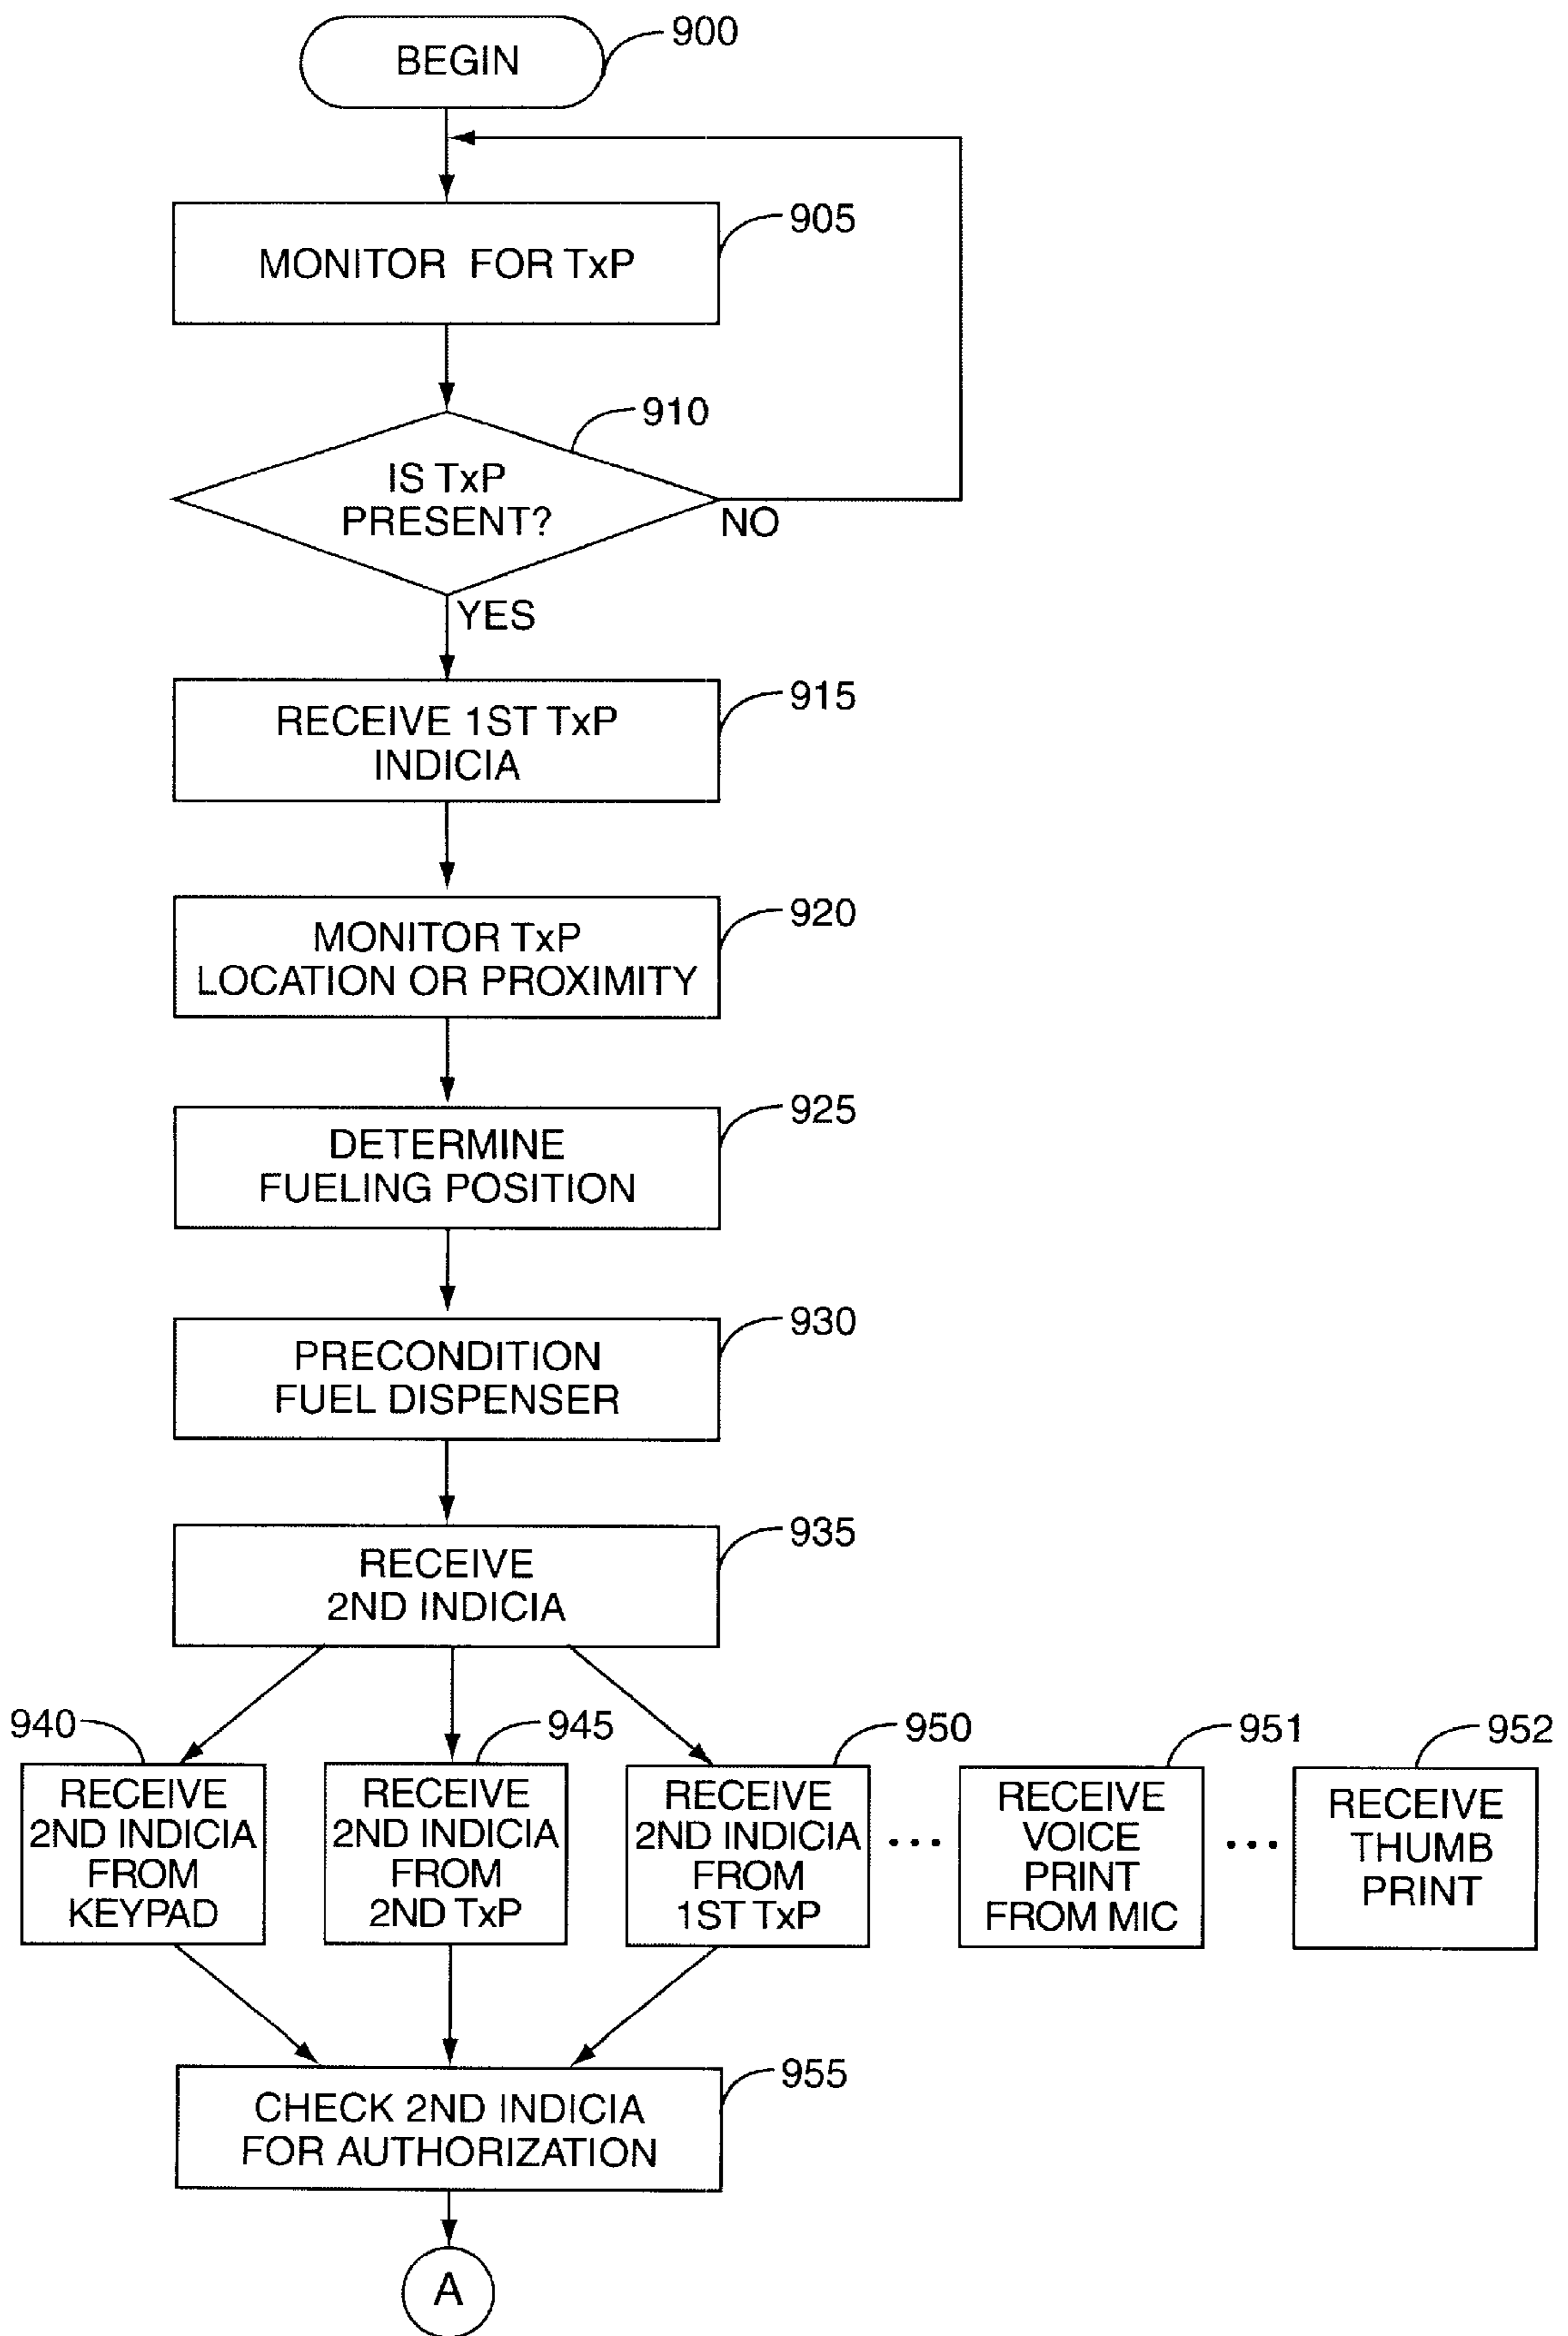 BEGIN
900
MONITOR FOR TxP
905
910
IS TxP
PRESENT?
NO
YES
RECEIVE 1ST TxP
INDICIA
915
MONITOR TxP
LOCATION OR PROXIMITY
920
DETERMINE
FUELING POSITION
925
PRECONDITION
FUEL DISPENSER
930
RECEIVE
2ND INDICIA
935
940
RECEIVE
2ND INDICIA
FROM
KEYPAD
945
RECEIVE
2ND INDICIA
FROM
2ND TxP
950
RECEIVE
2ND INDICIA
FROM
1ST TxP
...
951
RECEIVE
VOICE
PRINT
FROM MIC
...
952
RECEIVE
THUMB
PRINT
CHECK 2ND INDICIA
FOR AUTHORIZATION
955
A